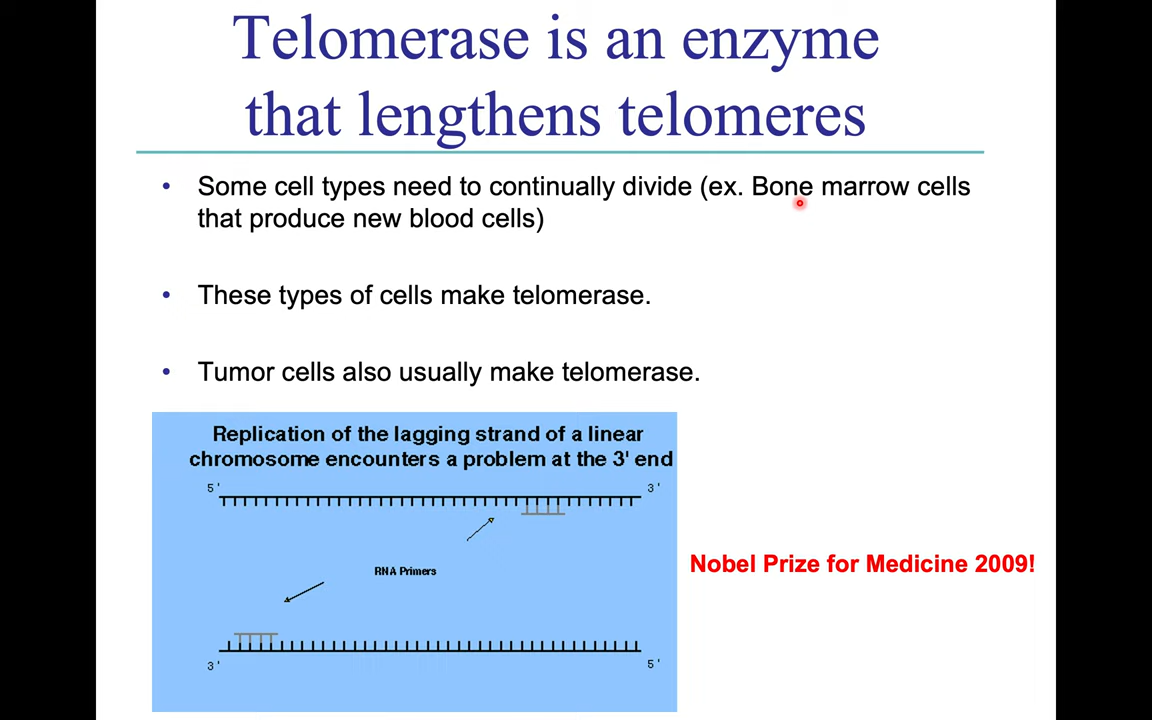 Telomerase is an enzyme
that lengthens telomeres
• Some cell types need to continually divide (ex. Bone marrow cells
that produce new blood cells)
• These types of cells make telomerase.
• Tumor cells also usually make telomerase.
Replication of the lagging strand of a linear
chromosome encounters a problem at the 3' end
5' 3'
RNA Primers
3' 5'
Nobel Prize for Medicine 2009!